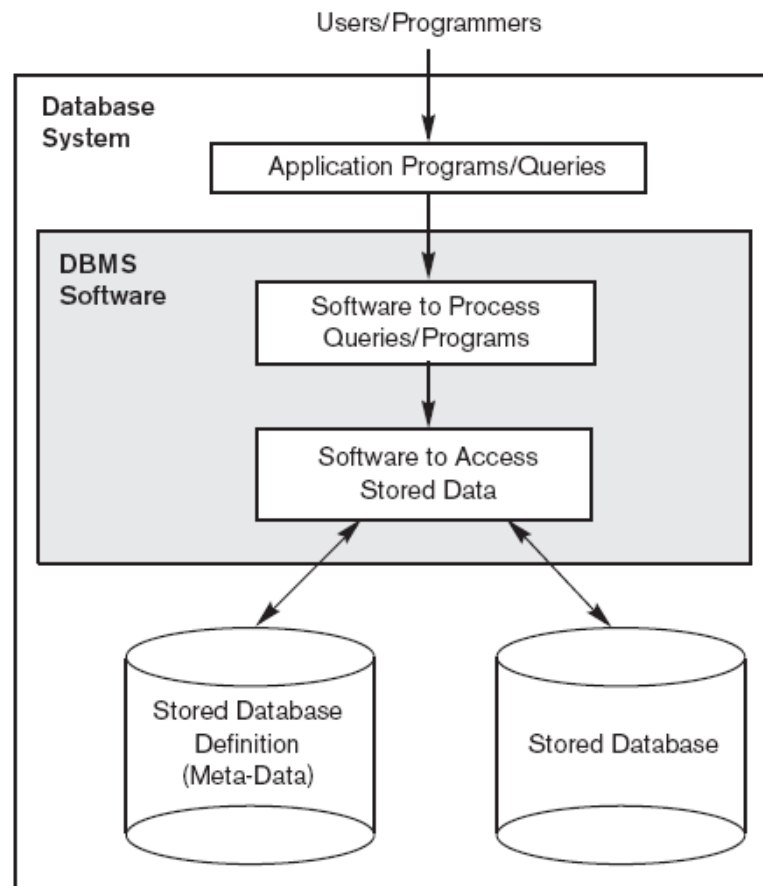 Users/Programmers
Database
System
Application Programs/Queries
DBMS
Software
Software to Process
Queries/Programs
Software to Access
Stored Data
Stored Database
Definition
(Meta-Data)
Stored Database